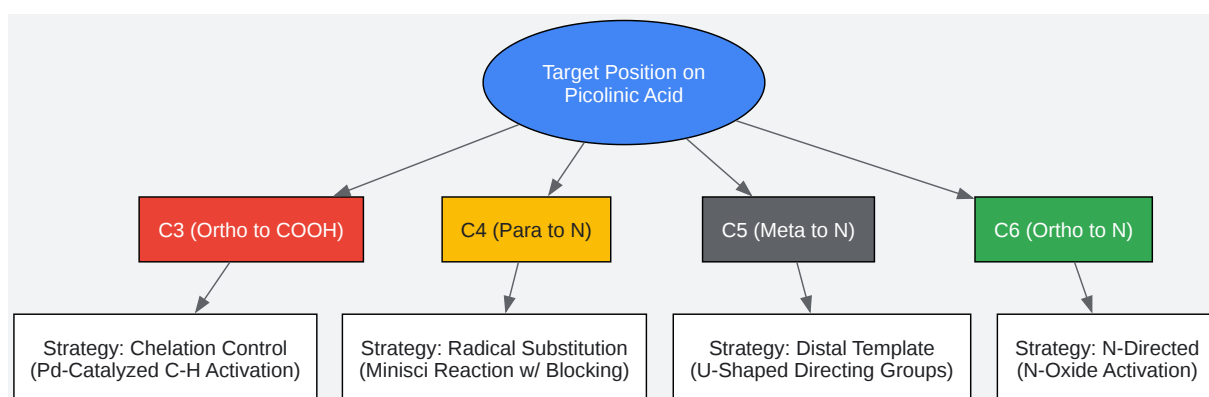 Target Position on
Picolinic Acid
C3 (Ortho to COOH)
C4 (Para to N)
C5 (Meta to N)
C6 (Ortho to N)
Strategy: Chelation Control
(Pd-Catalyzed C-H Activation)
Strategy: Radical Substitution
(Minisci Reaction w/ Blocking)
Strategy: Distal Template
(U-Shaped Directing Groups)
Strategy: N-Directed
(N-Oxide Activation)